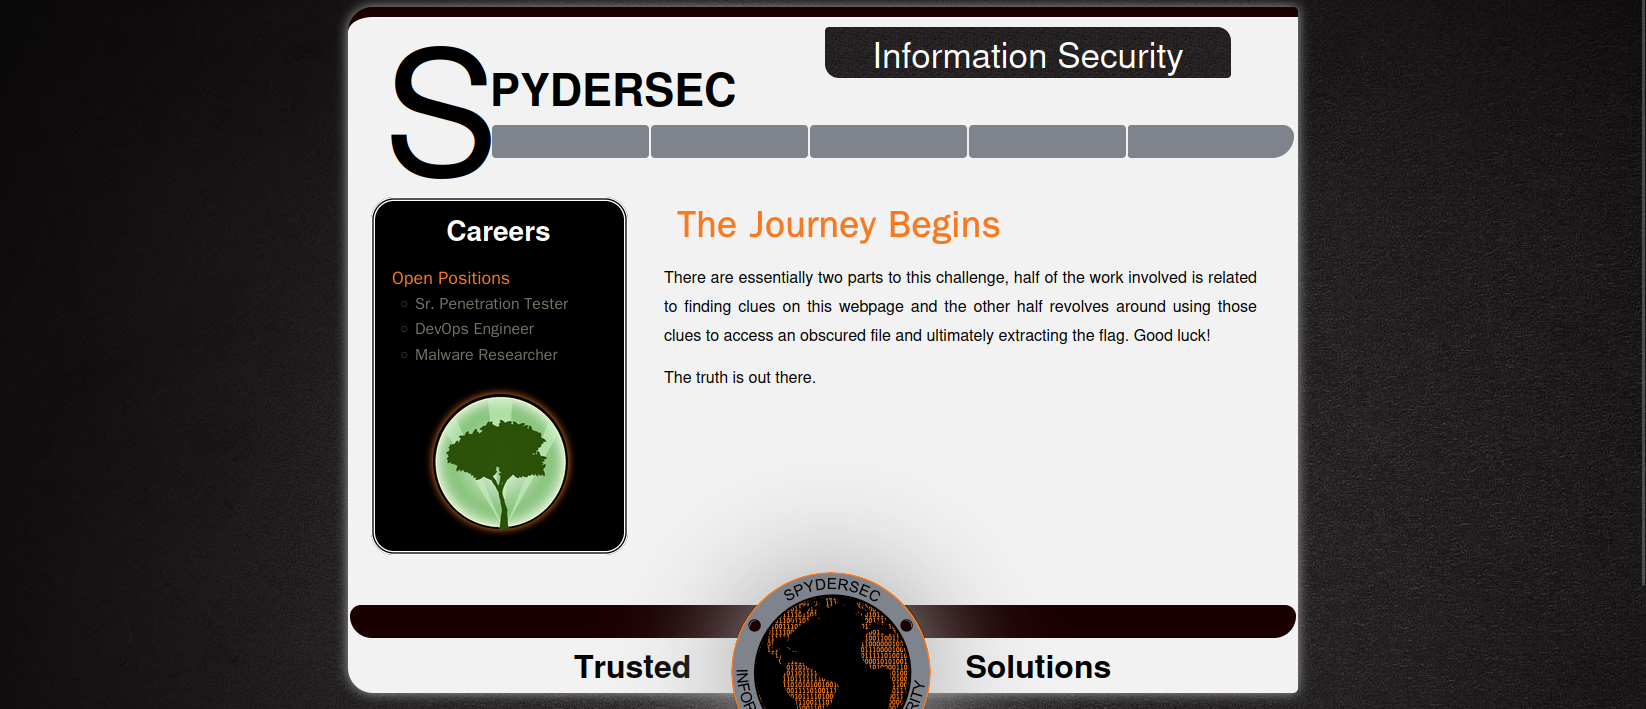 SPYDERSEC
Information Security
Careers
Open Positions
Sr. Penetration Tester
DevOps Engineer
Malware Researcher
The Journey Begins
There are essentially two parts to this challenge, half of the work involved is related
to finding clues on this webpage and the other half revolves around using those
clues to access an obscured file and ultimately extracting the flag. Good luck!
The truth is out there.
SPYDERSEC
Trusted
Solutions